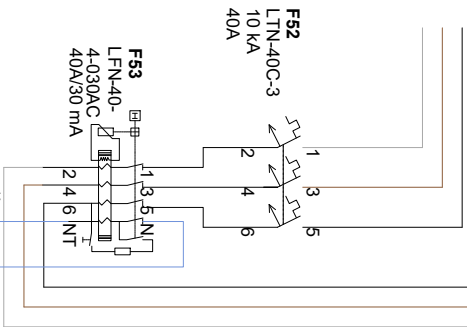 F52
LTN-40C-3
10 kA
40A
F53
LFN-40-
4-030AC
40A/30 mA
2
1
4
3
6
5
2
1
4
3
6
5
NT
N
H